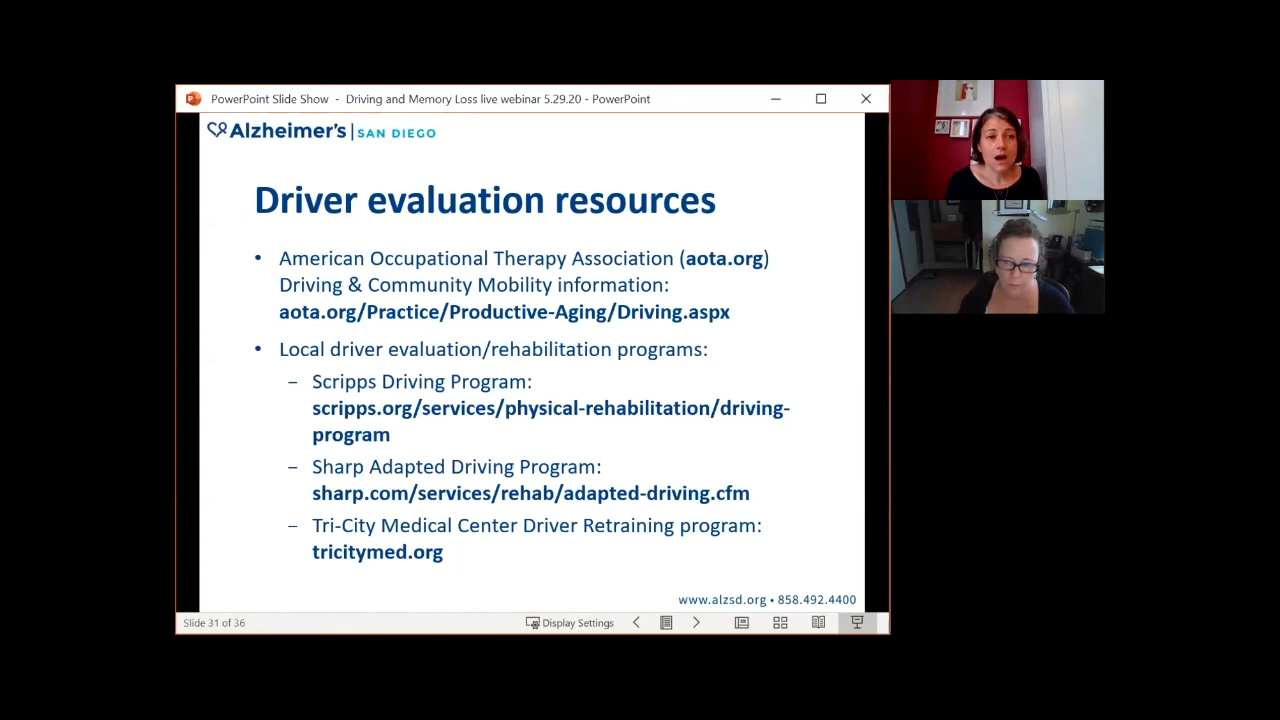 PowerPoint Slide Show - Driving and Memory Loss live webinar 5.29.20 - PowerPoint
Alzheimer's | SAN DIEGO
Driver evaluation resources
• American Occupational Therapy Association (aota.org)
Driving & Community Mobility information:
aota.org/Practice/Productive-Aging/Driving.aspx
• Local driver evaluation/rehabilitation programs:
– Scripps Driving Program:
scripps.org/services/physical-rehabilitation/driving-
program
– Sharp Adapted Driving Program:
sharp.com/services/rehab/adapted-driving.cfm
– Tri-City Medical Center Driver Retraining program:
tricitymed.org
www.alzsd.org • 858.492.4400
Slide 31 of 36
Display Settings